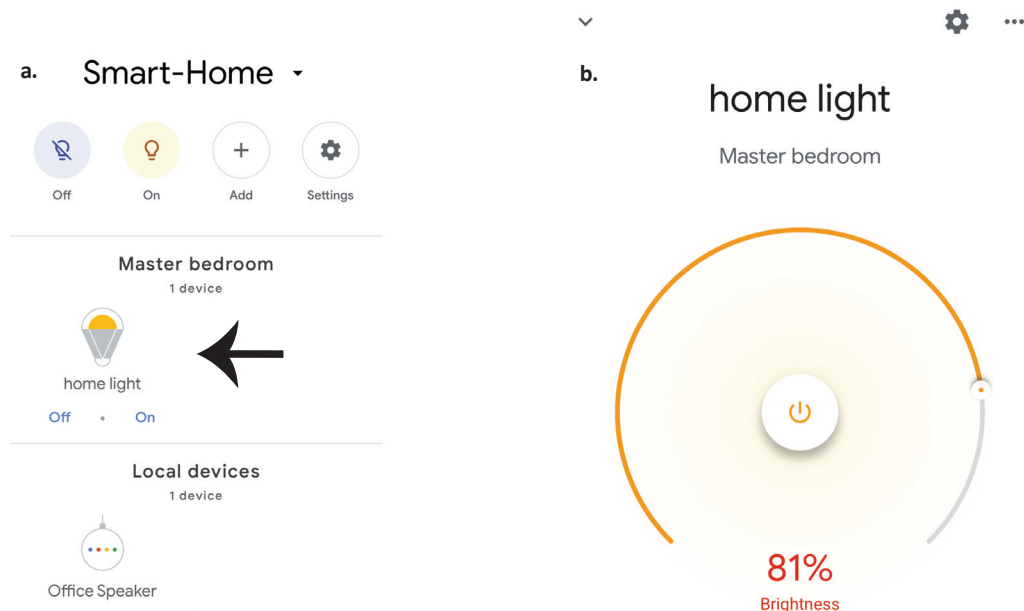 a.
Smart-Home
Off
On
Add
Settings
Master bedroom
1 device
home light
Off • On
Local devices
1 device
Office Speaker
b.
home light
Master bedroom
81%
Brightness